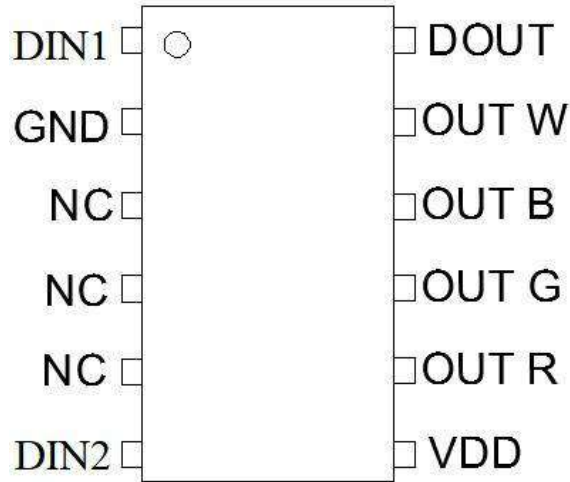 DIN1 DOUT
GND OUT W
NC OUT B
NC OUT G
NC OUT R
DIN2 VDD